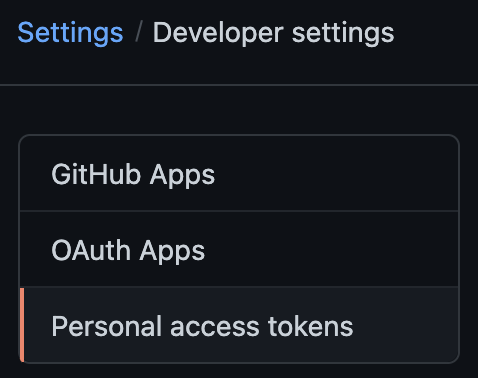 Settings / Developer settings
GitHub Apps
OAuth Apps
Personal access tokens